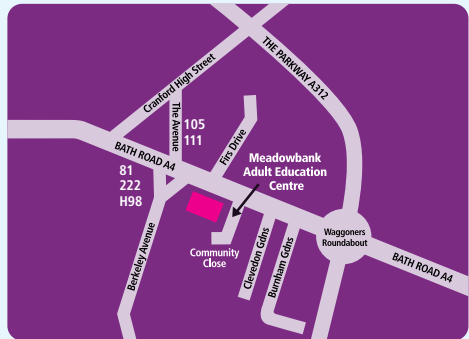 Cranford High Street
THE PARKWAY A312
The Avenue
105
111
Firs Drive
BATH ROAD A4
81
222
H98
Meadowbank
Adult Education
Centre
Berkeley Avenue
Community
Close
Clevedon Gdns
Burnham Gdns
Waggoners
Roundabout
BATH ROAD A4